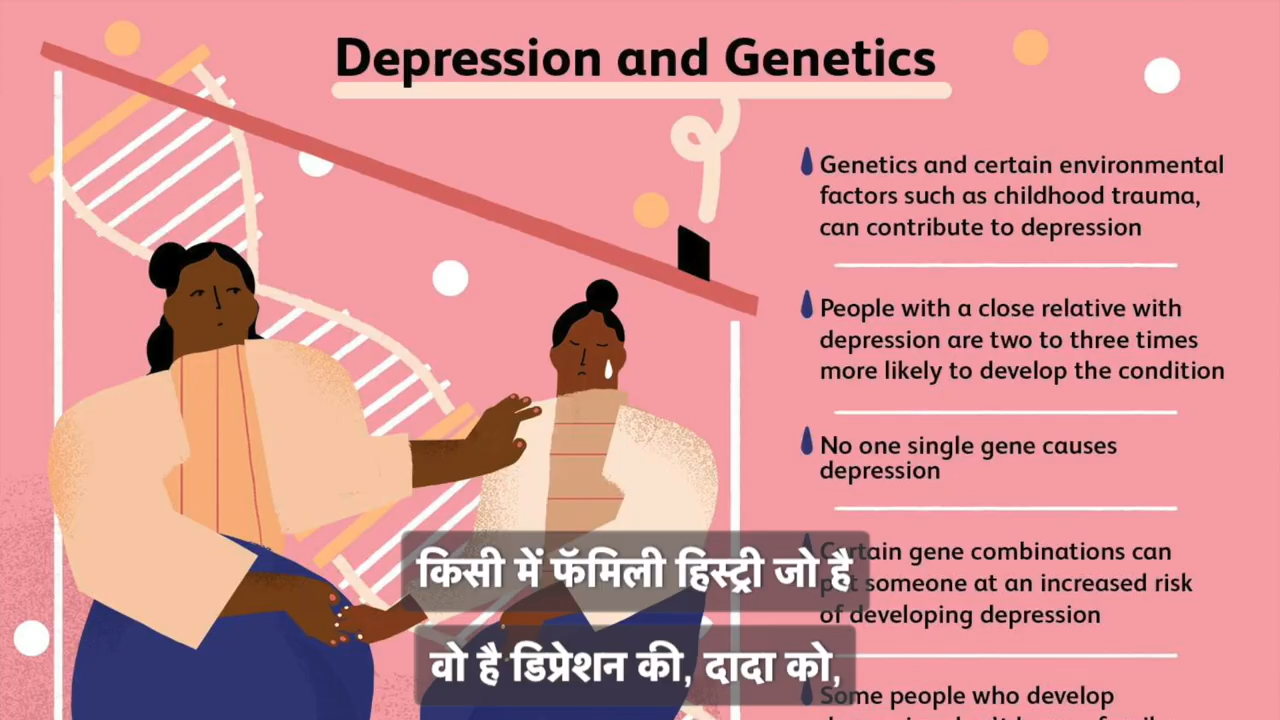 Depression and Genetics
Genetics and certain environmental
factors such as childhood trauma,
can contribute to depression
People with a close relative with
depression are two to three times
more likely to develop the condition
No one single gene causes
depression
gene combinations can
someone at an increased risk
of developing depression
Some people who develop
किसी में फॅमिली हिस्ट्री जो है
वो है डिप्रेशन की, दादा को,